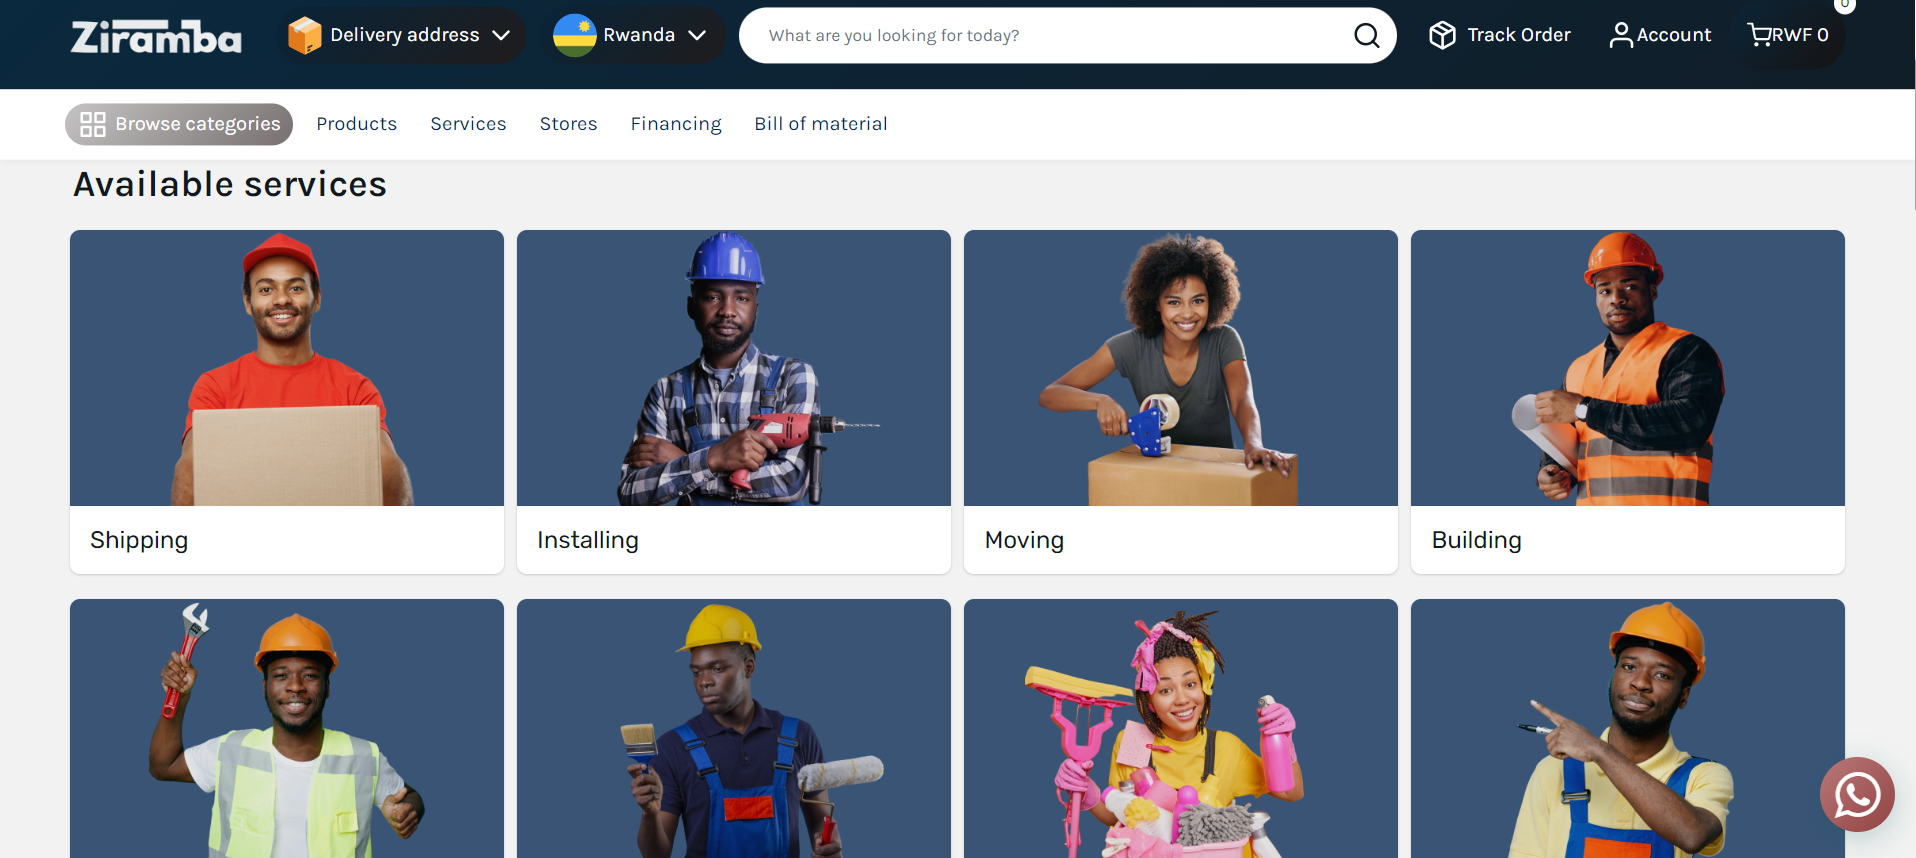 Ziramba
Delivery address
Rwanda
What are you looking for today?
Track Order
Account
0
RWF 0
Browse categories
Products
Services
Stores
Financing
Bill of material
Available services
Shipping
Installing
Moving
Building